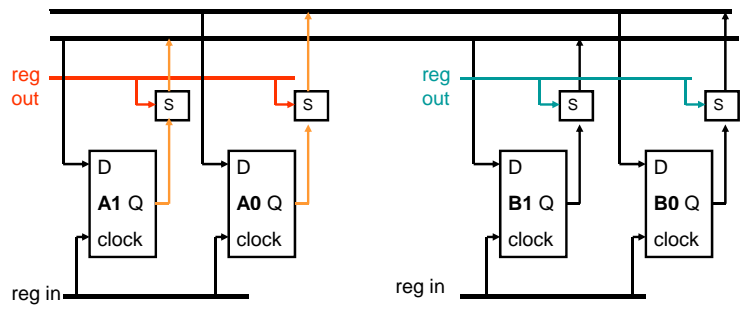 reg
out
S
S
reg
out
S
S
D
A1 Q
clock
D
A0 Q
clock
D
B1 Q
clock
D
B0 Q
clock
reg in
reg in